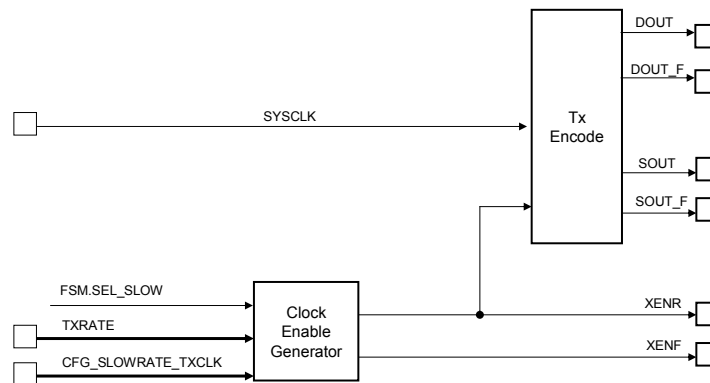 DOUT
DOUT_F
SYSCLK
Tx
Encode
SOUT
SOUT_F
FSM.SEL_SLOW
Clock
Enable
Generator
XENR
TXRATE
XENF
CFG_SLOWRATE_TXCLK